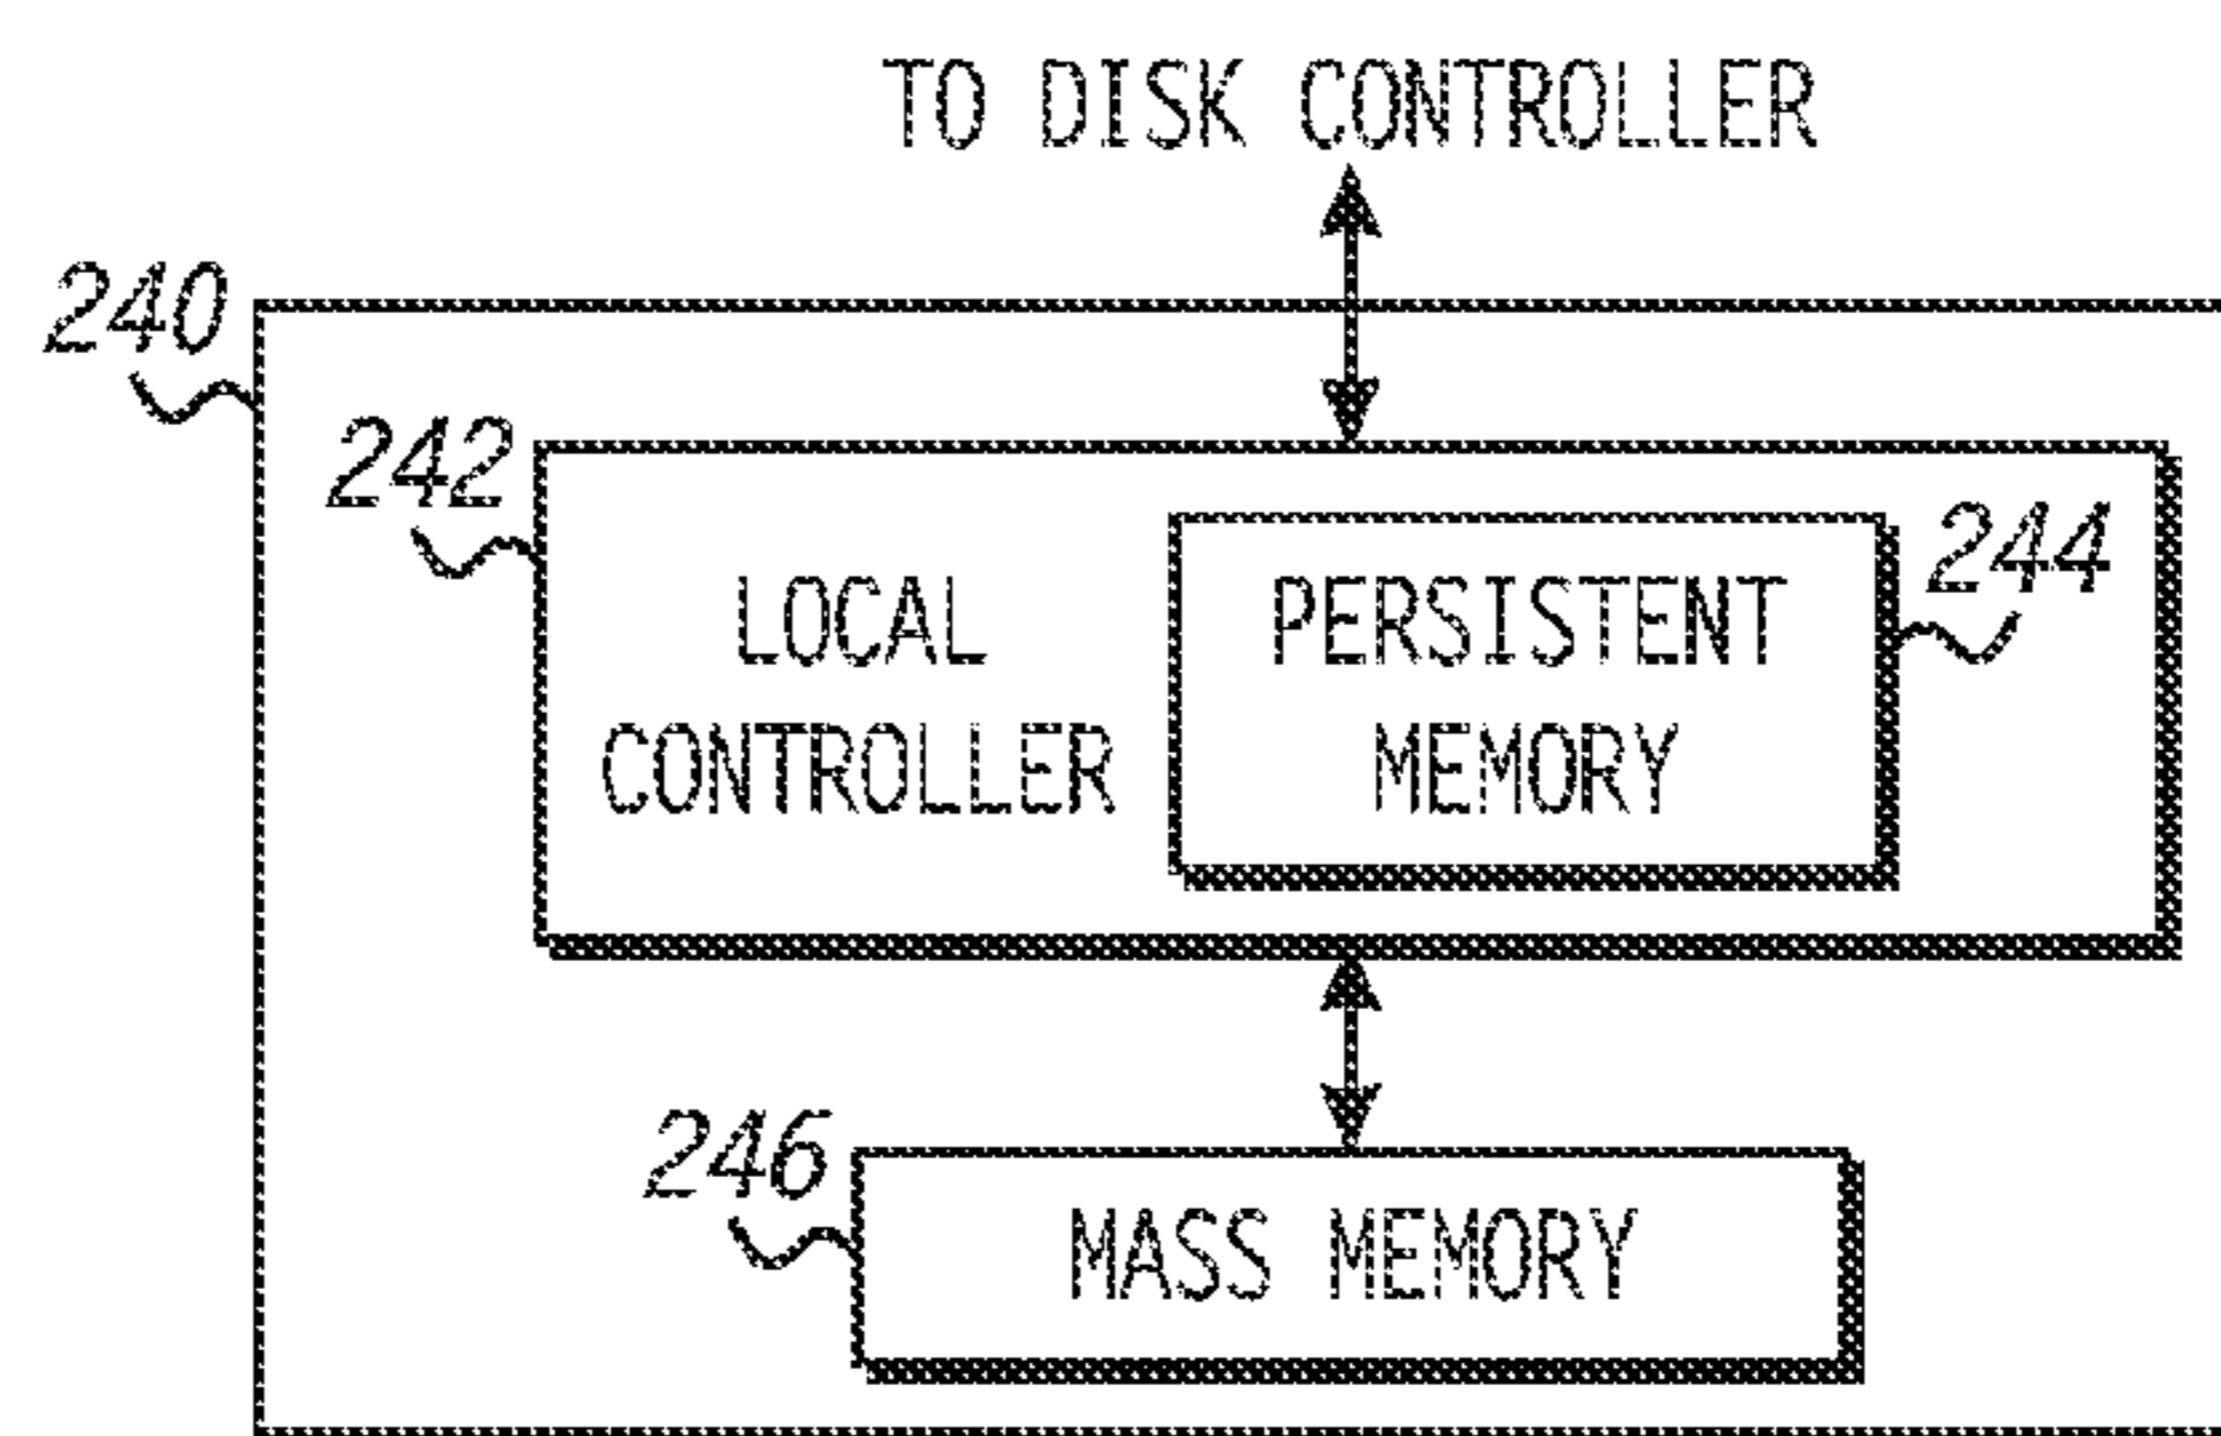 TO DISK CONTROLLER
240
242
244
LOCAL
CONTROLLER
PERSISTENT
MEMORY
246
MASS MEMORY